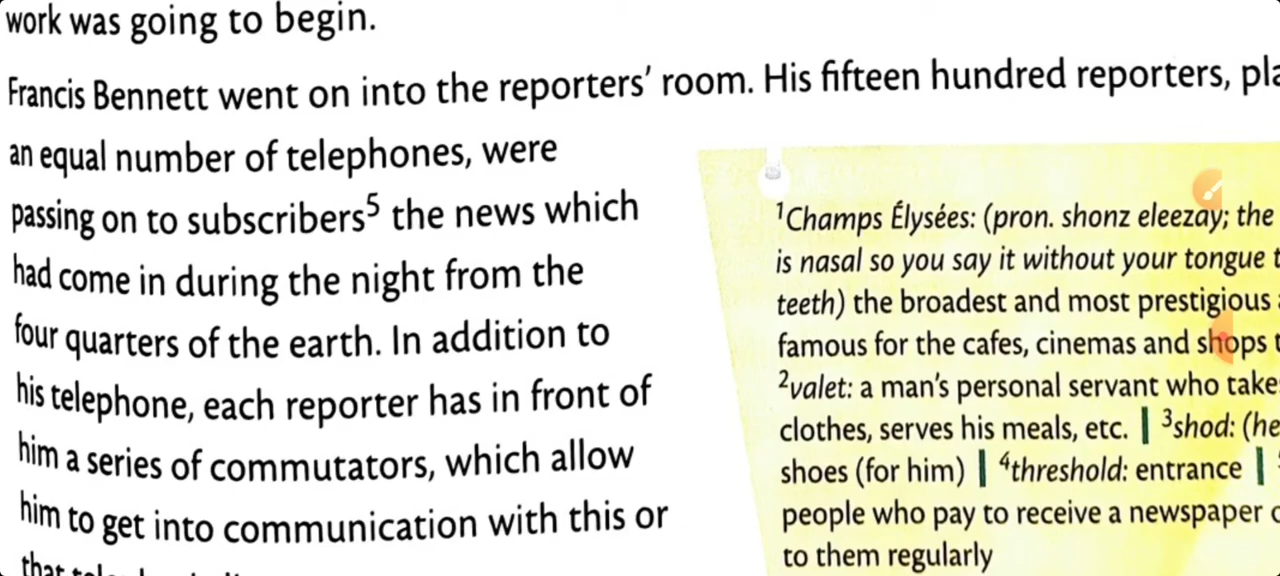 work was going to begin.
Francis Bennett went on into the reporters' room. His fifteen hundred reporters,
an equal number of telephones, were
passing on to subscribers⁵ the news which
had come in during the night from the
four quarters of the earth. In addition to
his telephone, each reporter has in front of
him a series of commutators, which allow
him to get into communication with this or
that
¹Champs Élysées: (pron. shonz eleezay; the
is nasal so you say it without your tongue
teeth) the broadest and most prestigious
famous for the cafes, cinemas and shops
²valet: a man's personal servant who
clothes, serves his meals, etc. | ³shod:
shoes (for him) | ⁴threshold: entrance |
people who pay to receive a newspaper
to them regularly